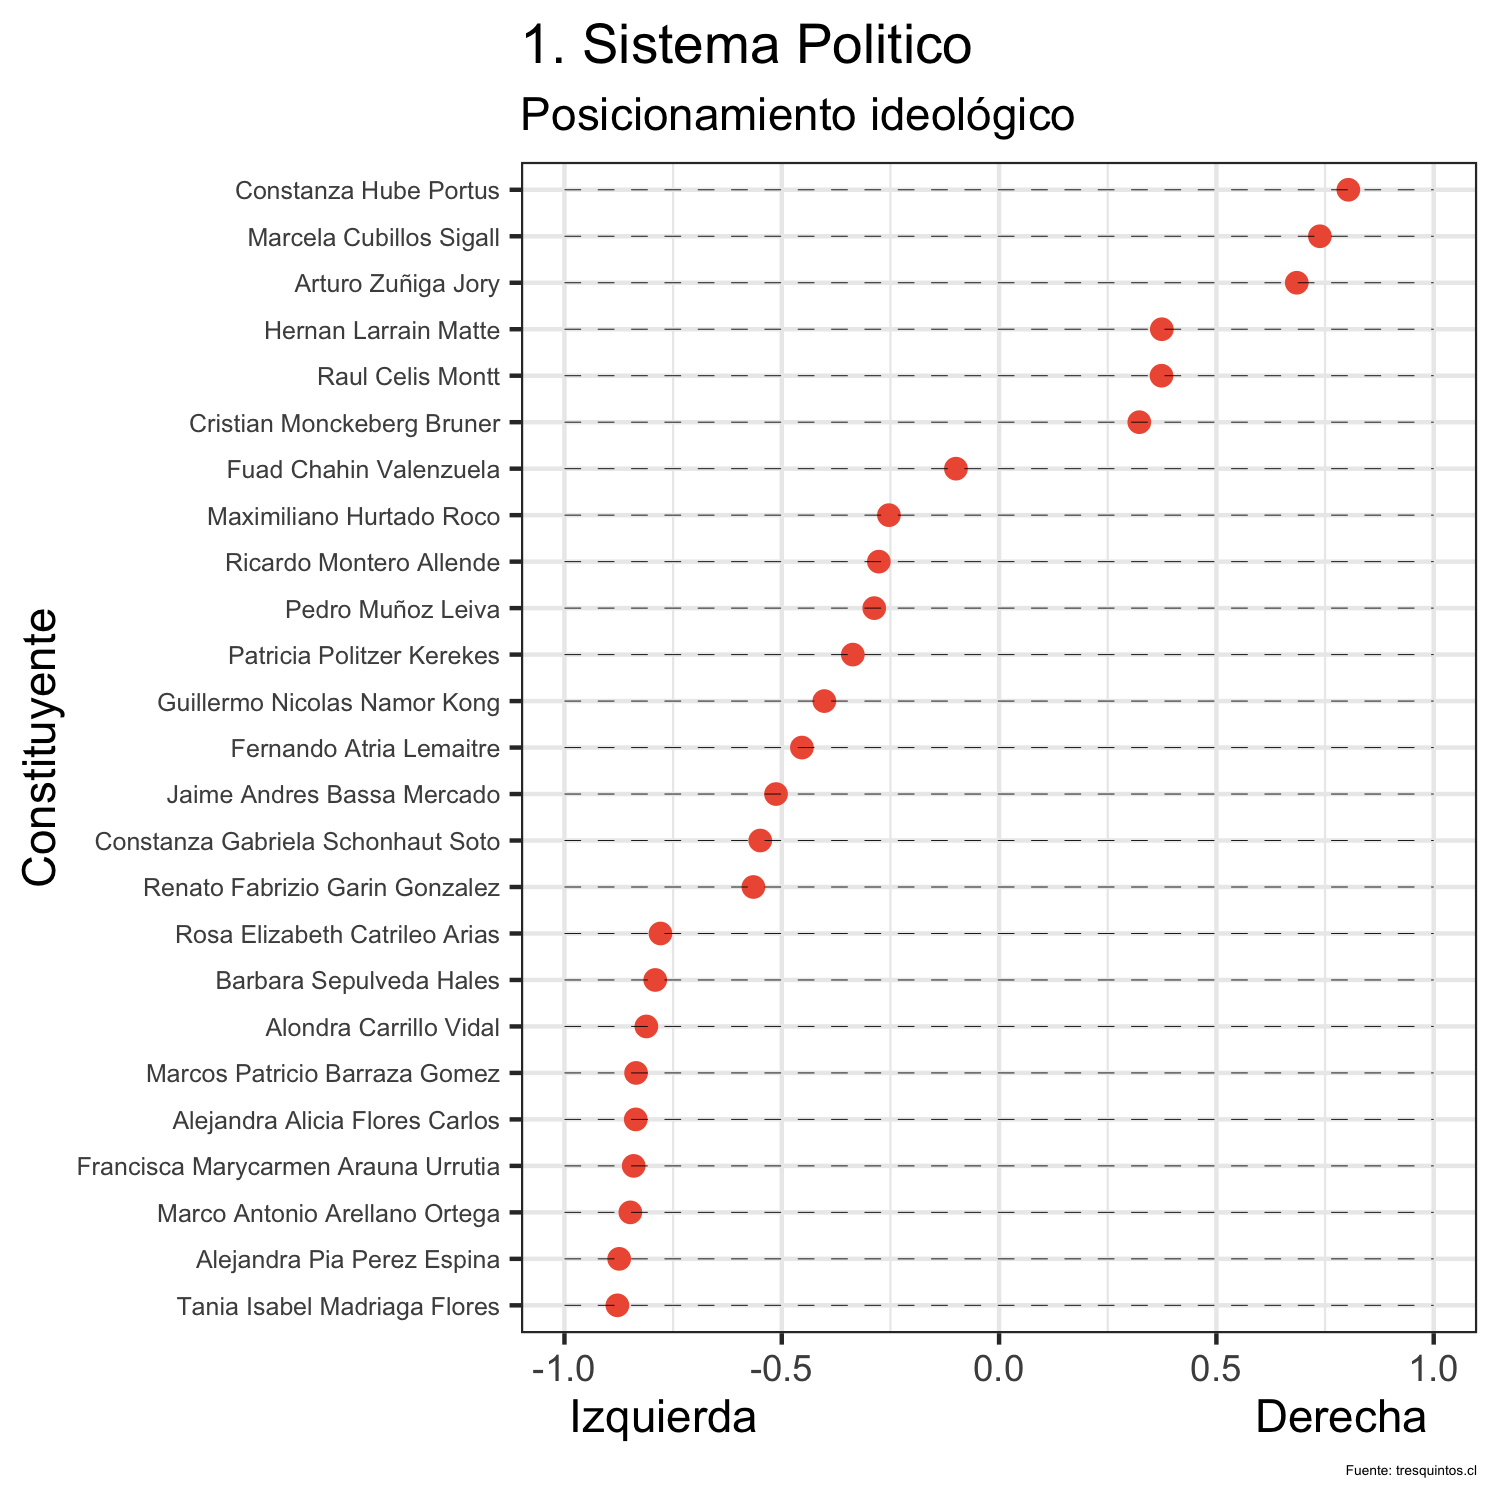 1. Sistema Politico
Posicionamiento ideológico
Constituyente
Constanza Hube Portus
Marcela Cubillos Sigall
Arturo Zuñiga Jory
Hernan Larrain Matte
Raul Celis Montt
Cristian Monckeberg Bruner
Fuad Chahin Valenzuela
Maximiliano Hurtado Roco
Ricardo Montero Allende
Pedro Muñoz Leiva
Patricia Politzer Kerekes
Guillermo Nicolas Namor Kong
Fernando Atria Lemaitre
Jaime Andres Bassa Mercado
Constanza Gabriela Schonhaut Soto
Renato Fabrizio Garin Gonzalez
Rosa Elizabeth Catrileo Arias
Barbara Sepulveda Hales
Alondra Carrillo Vidal
Marcos Patricio Barraza Gomez
Alejandra Alicia Flores Carlos
Francisca Marycarmen Arauna Urrutia
Marco Antonio Arellano Ortega
Alejandra Pia Perez Espina
Tania Isabel Madriaga Flores
-1.0 -0.5 0.0 0.5 1.0
Izquierda Derecha
Fuente: tresquintos.cl